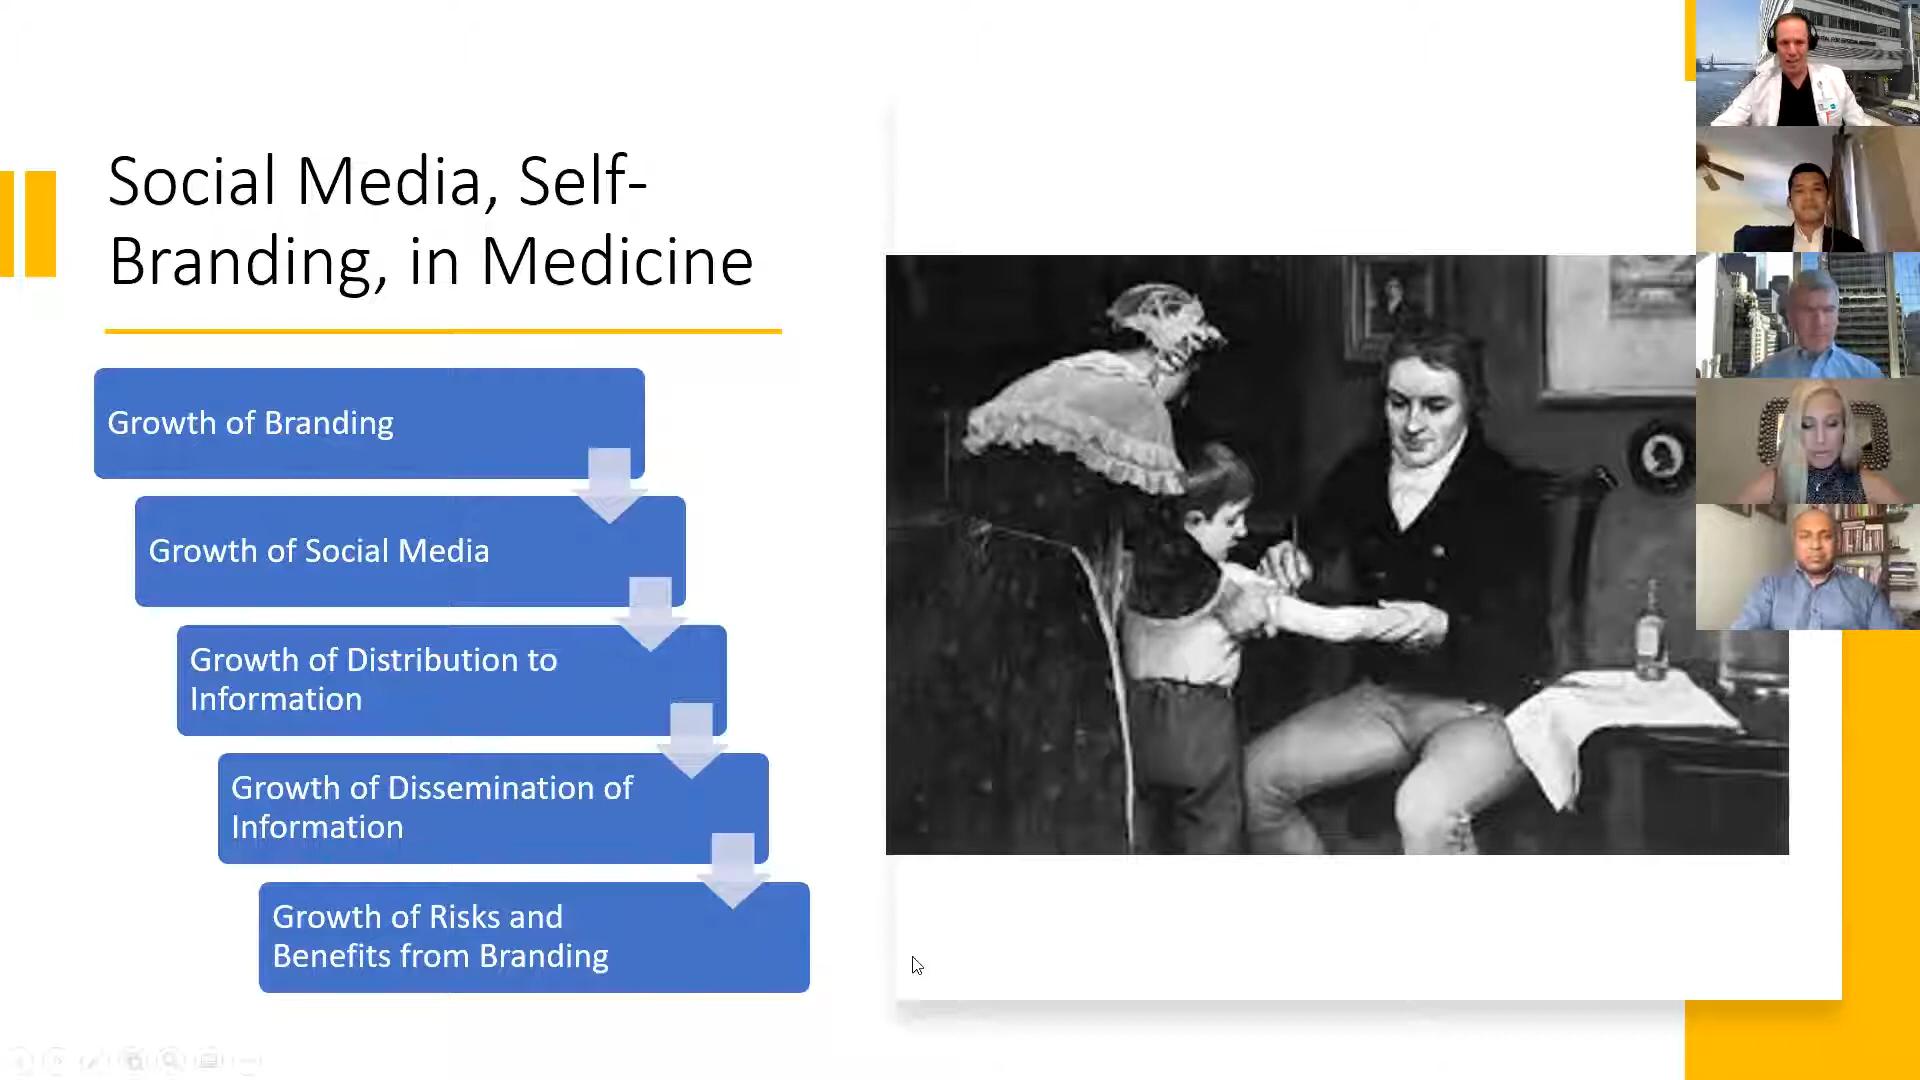 Social Media, Self-
Branding, in Medicine
Growth of Branding
Growth of Social Media
Growth of Distribution to
Information
Growth of Dissemination of
Information
Growth of Risks and
Benefits from Branding